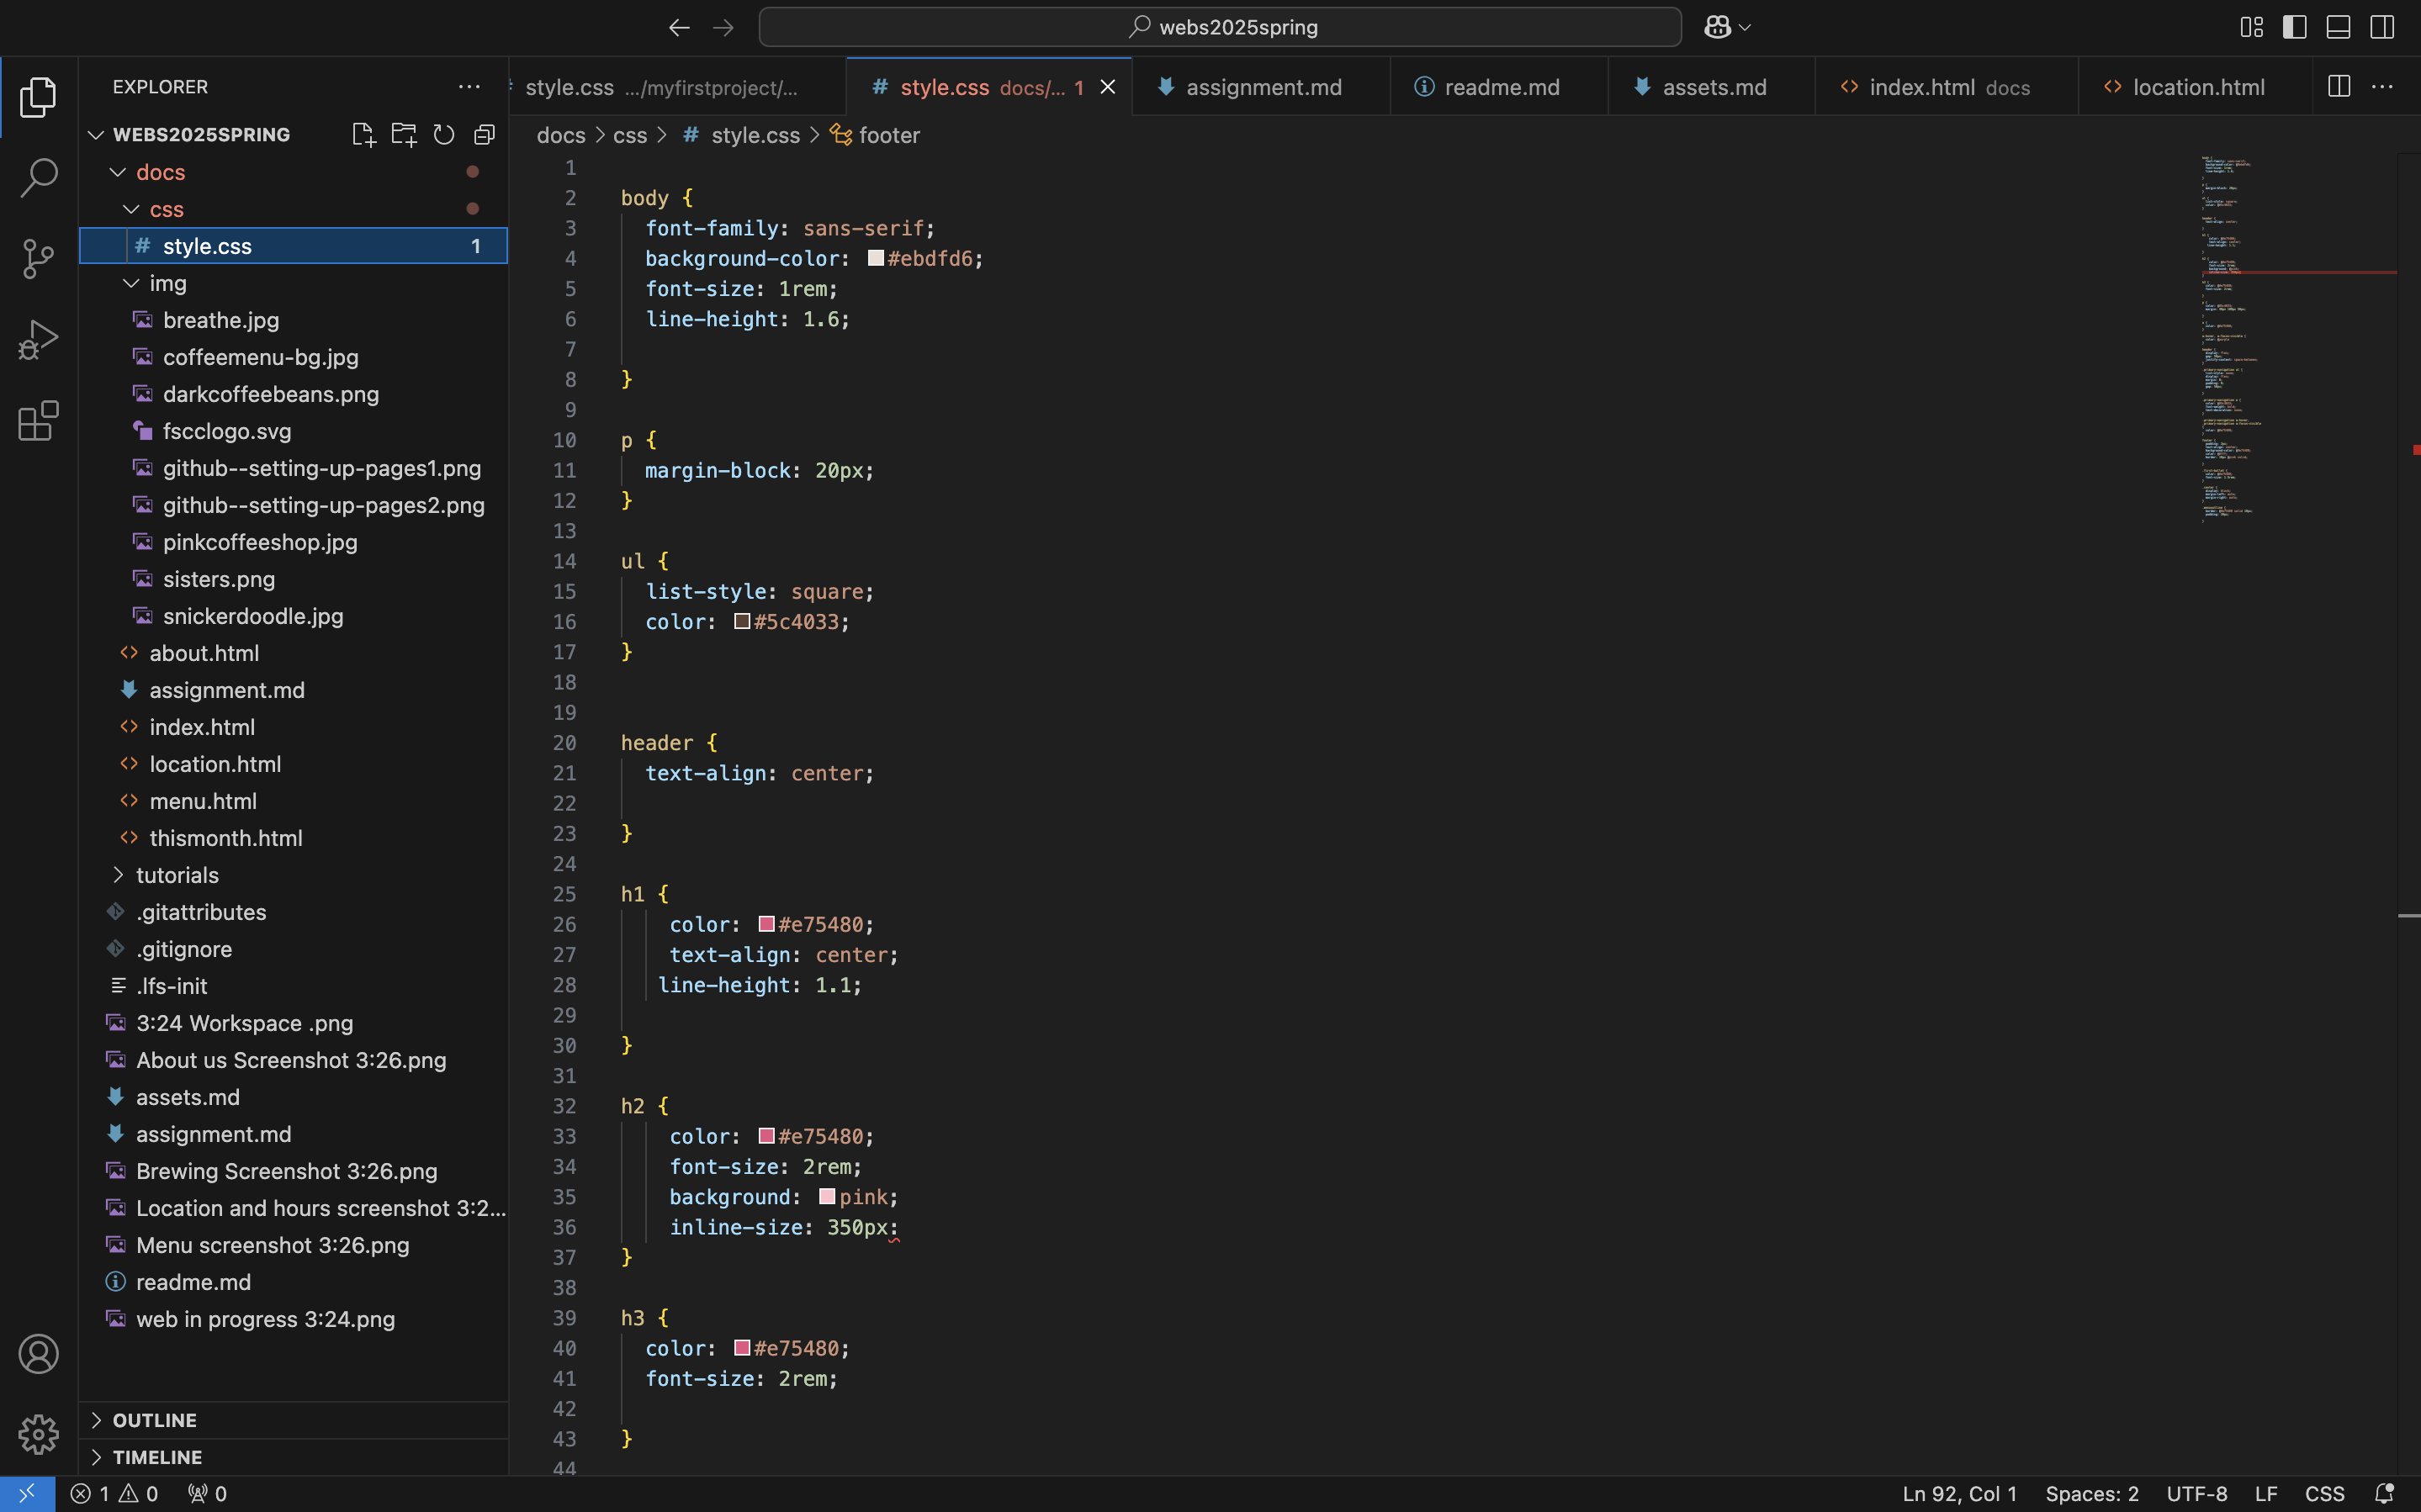 webs2025spring
EXPLORER
WEBS2025SPRING
docs
css
# style.css 1
img
breathe.jpg
coffeemenu-bg.jpg
darkcoffeebeans.png
fscclogo.svg
github--setting-up-pages1.png
github--setting-up-pages2.png
pinkcoffeeshop.jpg
sisters.png
snickerdoodle.jpg
about.html
assignment.md
index.html
location.html
menu.html
thismonth.html
tutorials
.gitattributes
.gitignore
.lfs-init
3:24 Workspace .png
About us Screenshot 3:26.png
assets.md
assignment.md
Brewing Screenshot 3:26.png
Location and hours screenshot 3:2...
Menu screenshot 3:26.png
readme.md
web in progress 3:24.png
OUTLINE
TIMELINE
style.css .../myfirstproject/... # style.css docs/... 1 assignment.md readme.md assets.md index.html docs location.html
docs > css > # style.css > footer
1
2 body {
3 font-family: sans-serif;
4 background-color: #ebdfd6;
5 font-size: 1rem;
6 line-height: 1.6;
7
8 }
9
10 p {
11 margin-block: 20px;
12 }
13
14 ul {
15 list-style: square;
16 color: #5c4033;
17 }
18
19
20 header {
21 text-align: center;
22
23 }
24
25 h1 {
26 color: #e75480;
27 text-align: center;
28 line-height: 1.1;
29
30 }
31
32 h2 {
33 color: #e75480;
34 font-size: 2rem;
35 background: pink;
36 inline-size: 350px:
37 }
38
39 h3 {
40 color: #e75480;
41 font-size: 2rem;
42
43 }
44
1 0 0 Ln 92, Col 1 Spaces: 2 UTF-8 LF CSS